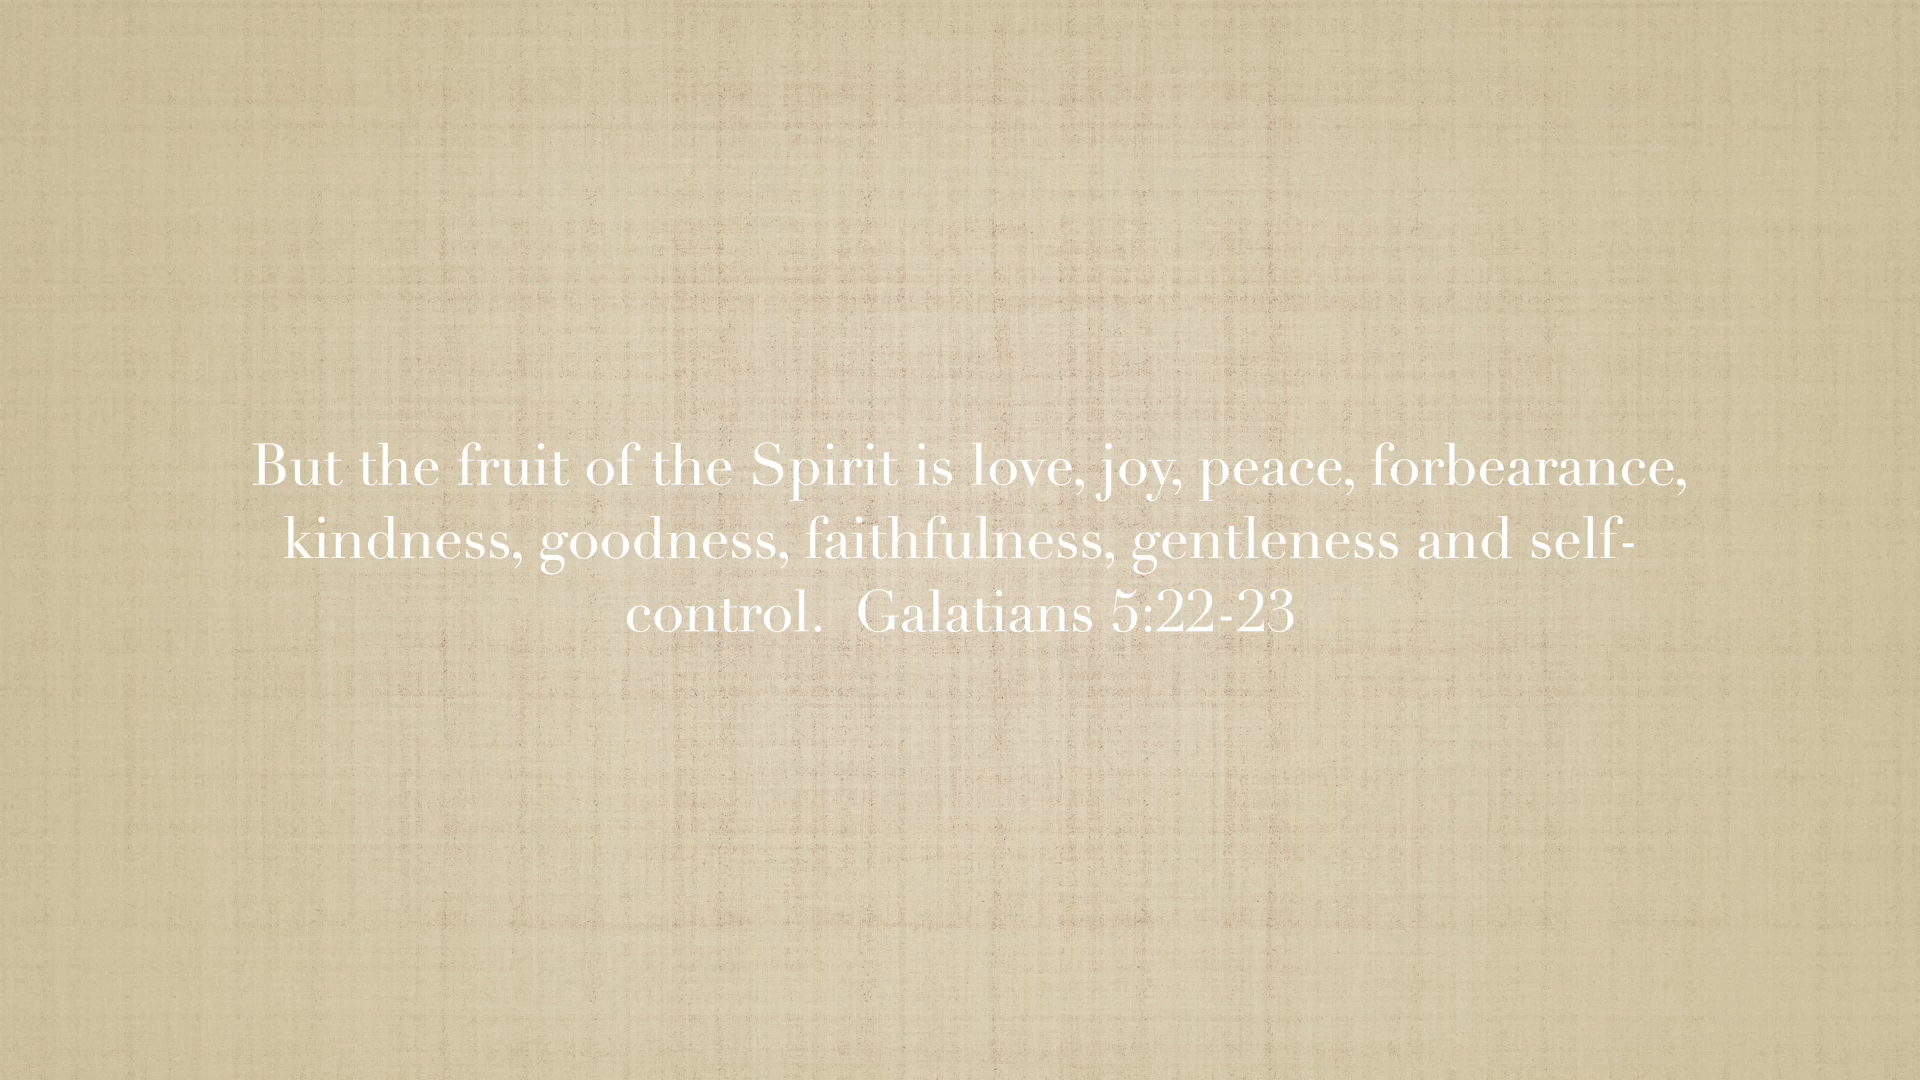 But the fruit of the Spirit is love, joy, peace, forbearance,
kindness, goodness, faithfulness, gentleness and self-
control.  Galatians 5:22-23